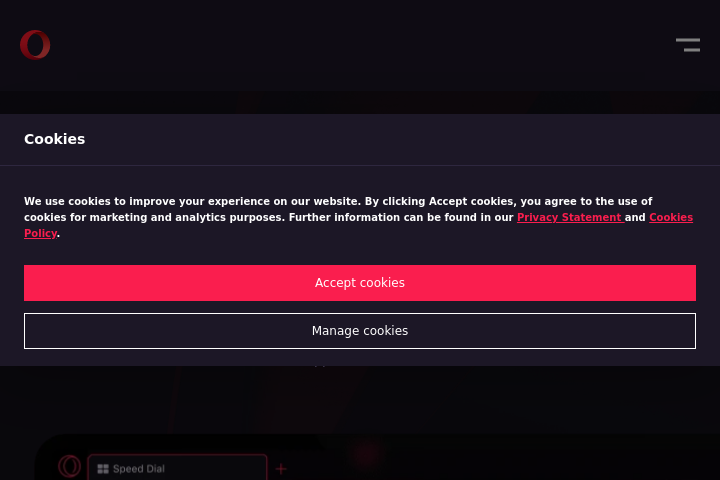 Cookies
We use cookies to improve your experience on our website. By clicking Accept cookies, you agree to the use of
cookies for marketing and analytics purposes. Further information can be found in our Privacy Statement and Cookies
Policy.
Accept cookies
Manage cookies
Speed Dial